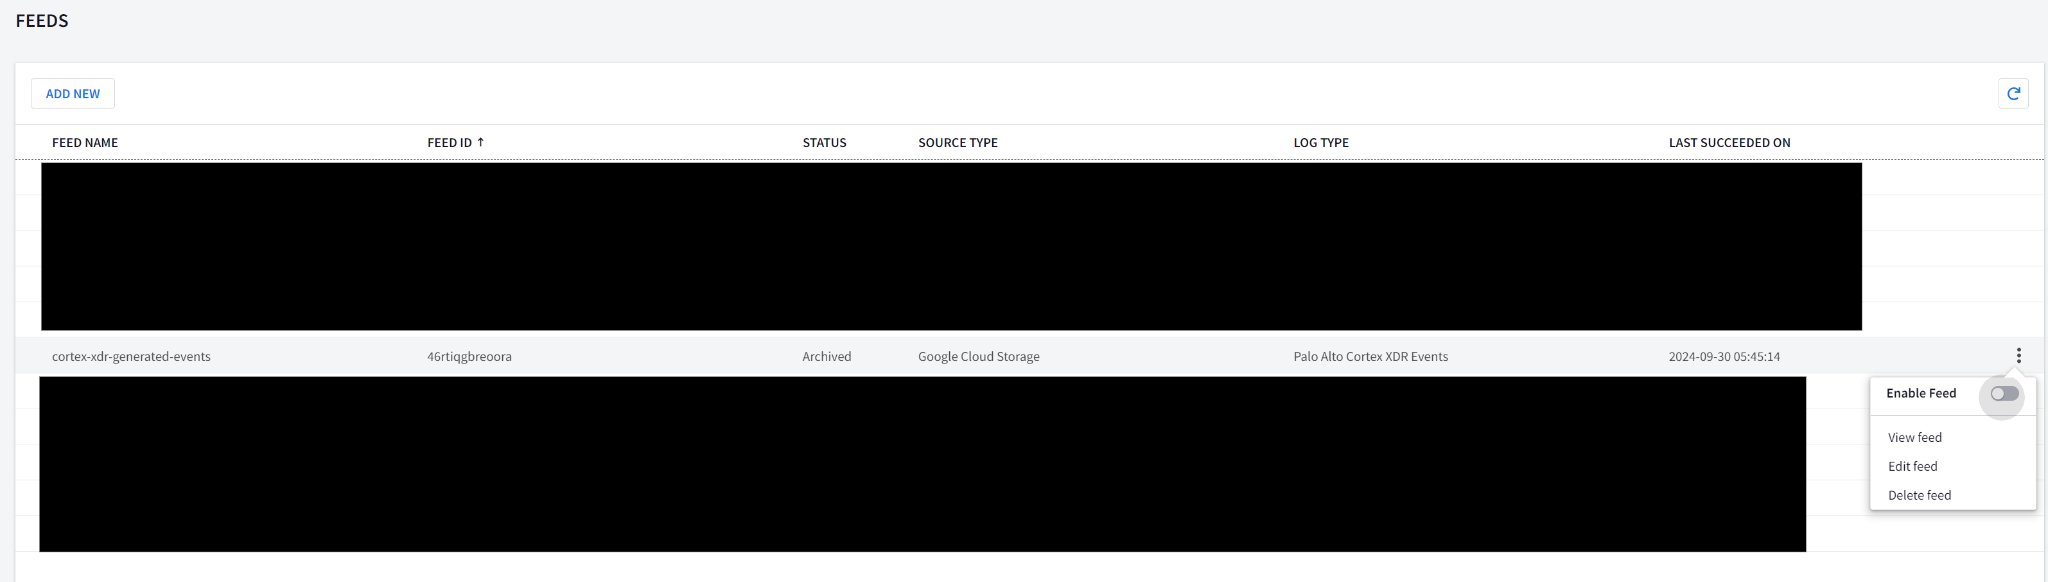 FEEDS
ADD NEW
FEED NAME FEED ID ↑ STATUS SOURCE TYPE LOG TYPE LAST SUCCEEDED ON
cortex-xdr-generated-events 46rtiqgbreoora Archived Google Cloud Storage Palo Alto Cortex XDR Events 2024-09-30 05:45:14
Enable Feed
View feed
Edit feed
Delete feed